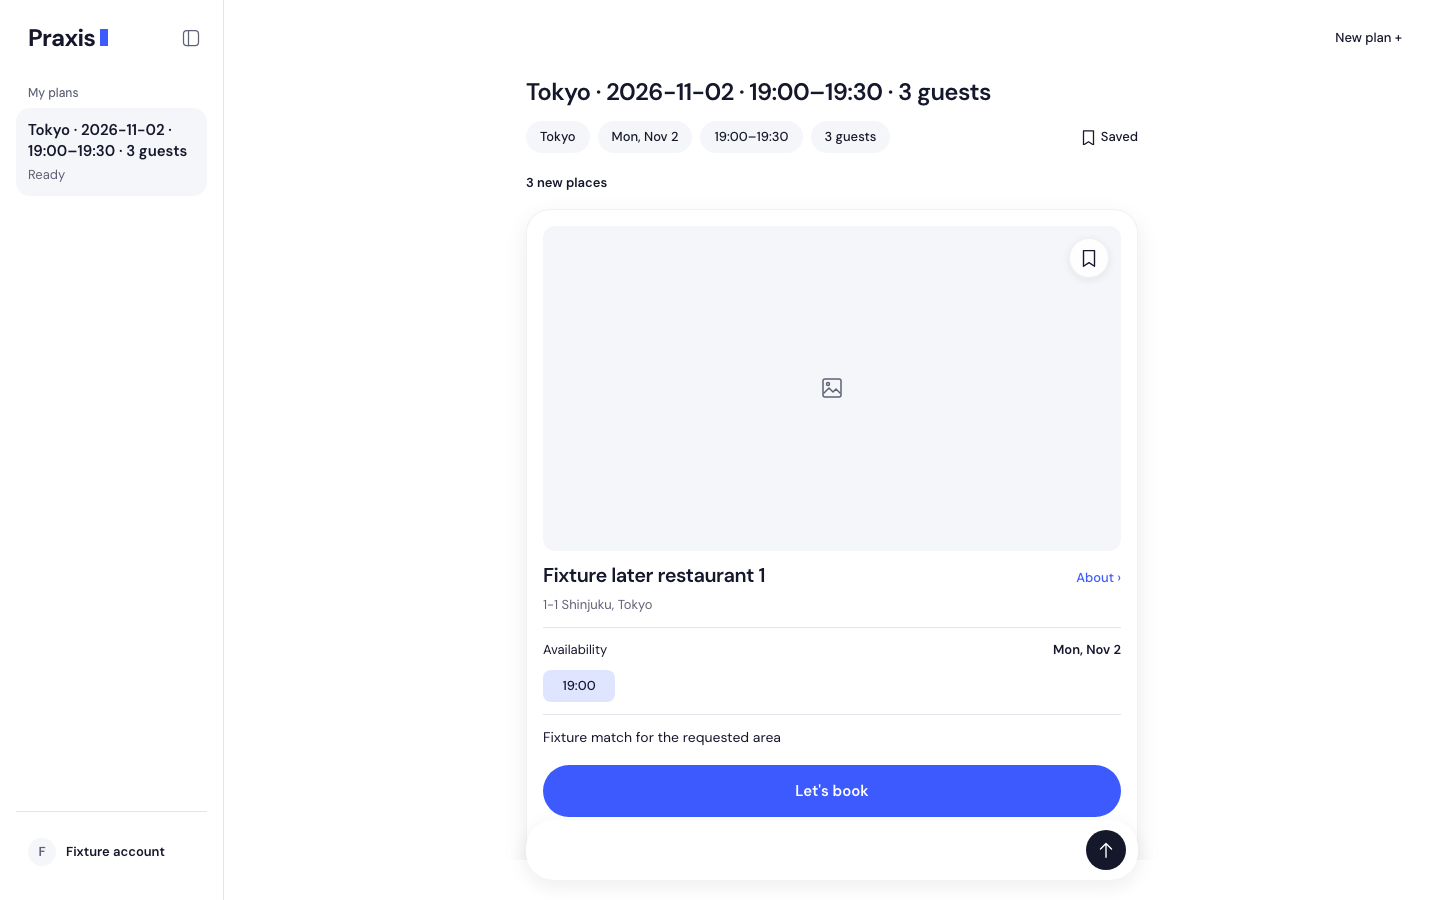 Praxis
New plan +
My plans
Tokyo · 2026-11-02 ·
19:00–19:30 · 3 guests
Ready
Tokyo · 2026-11-02 · 19:00–19:30 · 3 guests
Tokyo
Mon, Nov 2
19:00–19:30
3 guests
Saved
3 new places
Fixture later restaurant 1
About ›
1-1 Shinjuku, Tokyo
Availability
Mon, Nov 2
19:00
Fixture match for the requested area
Let's book
F
Fixture account